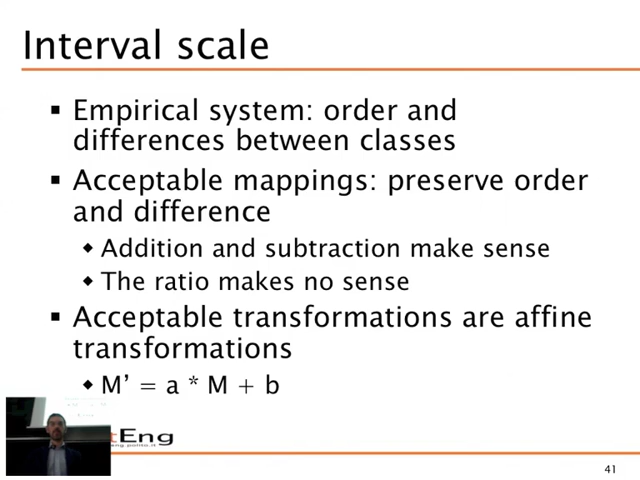 Interval scale
▪ Empirical system: order and
differences between classes
▪ Acceptable mappings: preserve order
and difference
◆ Addition and subtraction make sense
◆ The ratio makes no sense
▪ Acceptable transformations are affine
transformations
◆ M’ = a * M + b
tEng
41